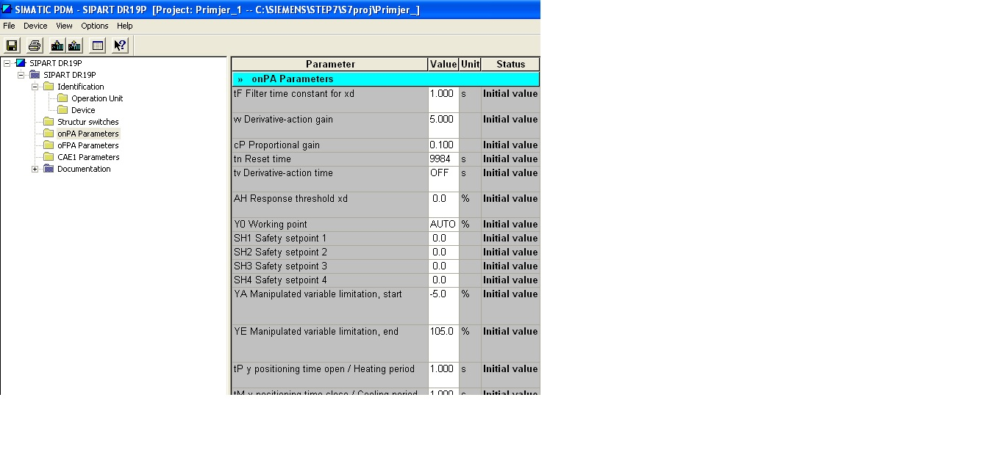 SIMATIC PDM - SIPART DR19P [Project: Primjer_1 -- C:\SIEMENS\STEP7\S7proj\Primjer_]
File Device View Options Help
SIPART DR19P
SIPART DR19P
Identification
Operation Unit
Device
Structur switches
onPA Parameters
oFPA Parameters
CAE1 Parameters
Documentation
Parameter Value Unit Status
» onPA Parameters
tF Filter time constant for xd 1.000 s Initial value
vv Derivative-action gain 5.000 Initial value
cP Proportional gain 0.100 Initial value
tn Reset time 9984 s Initial value
tv Derivative-action time OFF s Initial value
AH Response threshold xd 0.0 % Initial value
Y0 Working point AUTO % Initial value
SH1 Safety setpoint 1 0.0 Initial value
SH2 Safety setpoint 2 0.0 Initial value
SH3 Safety setpoint 3 0.0 Initial value
SH4 Safety setpoint 4 0.0 Initial value
YA Manipulated variable limitation, start -5.0 % Initial value
YE Manipulated variable limitation, end 105.0 % Initial value
tP y positioning time open / Heating period 1.000 s Initial value
tM y positioning time close / Cooling period 1.000 s Initial value